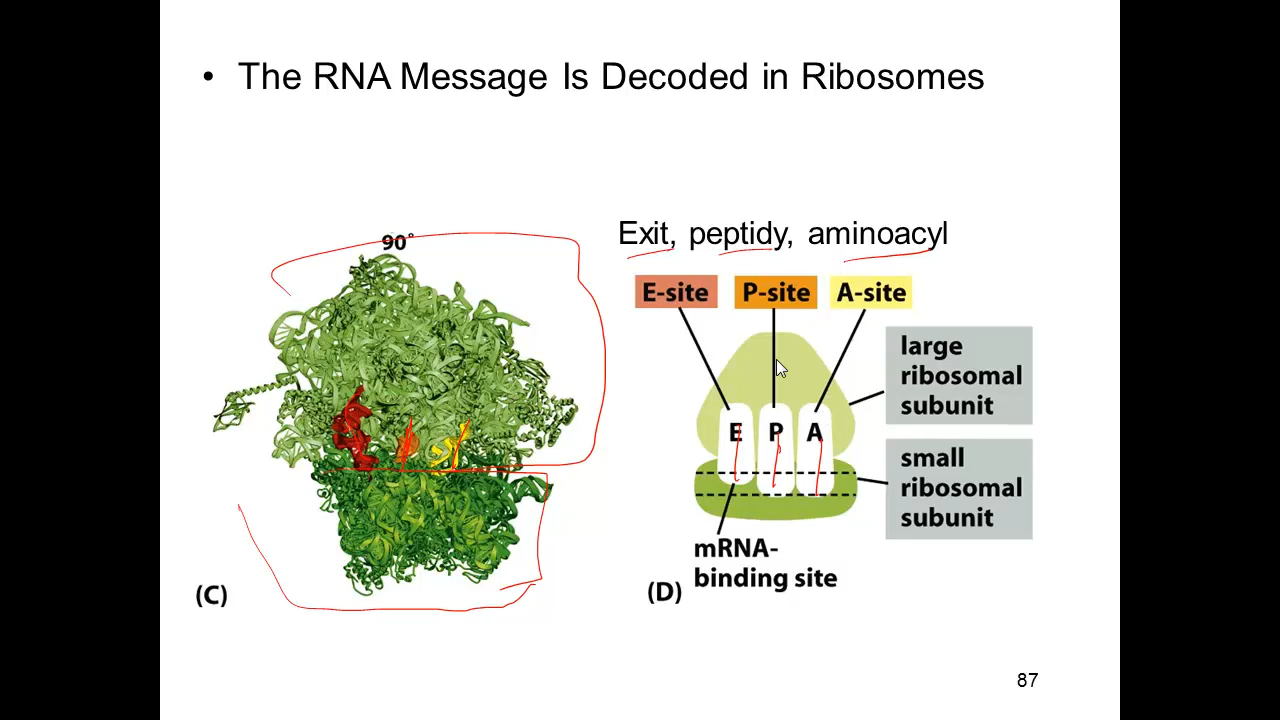 • The RNA Message Is Decoded in Ribosomes
90°
Exit, peptidy, aminoacyl
E-site P-site A-site
large
ribosomal
subunit
E P A
small
ribosomal
subunit
mRNA-
binding site
(C)
(D)
87